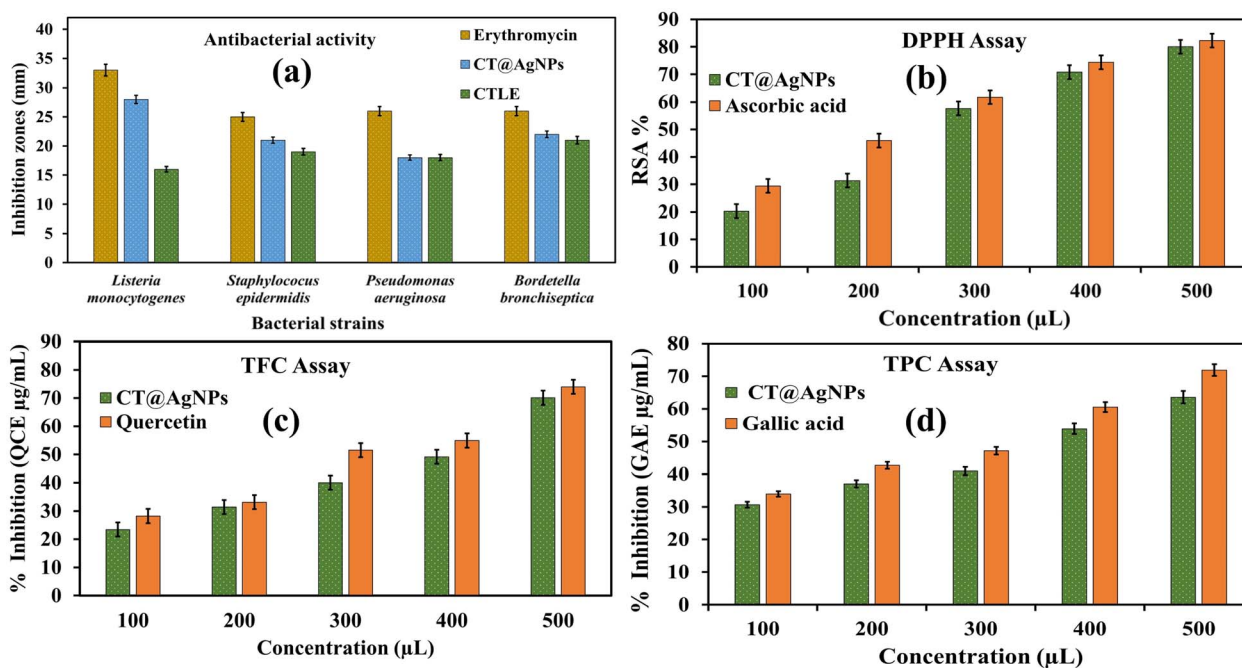 Antibacterial activity
(a)
Erythromycin
CT@AgNPs
CTLE
Inhibition zones (mm)
40
35
30
25
20
15
10
5
0
Listeria
monocytogenes
Staphylococus
epidermidis
Pseudomonas
aeruginosa
Bordetella
bronchiseptica
Bacterial strains
DPPH Assay
(b)
CT@AgNPs
Ascorbic acid
RSA %
90
80
70
60
50
40
30
20
10
0
100 200 300 400 500
Concentration (µL)
TFC Assay
(c)
CT@AgNPs
Quercetin
% Inhibition (QCE µg/mL)
90
80
70
60
50
40
30
20
10
0
100 200 300 400 500
Concentration (µL)
TPC Assay
(d)
CT@AgNPs
Gallic acid
% Inhibition ((GAE µg/mL)
80
70
60
50
40
30
20
10
0
100 200 300 400 500
Concentration (µL)